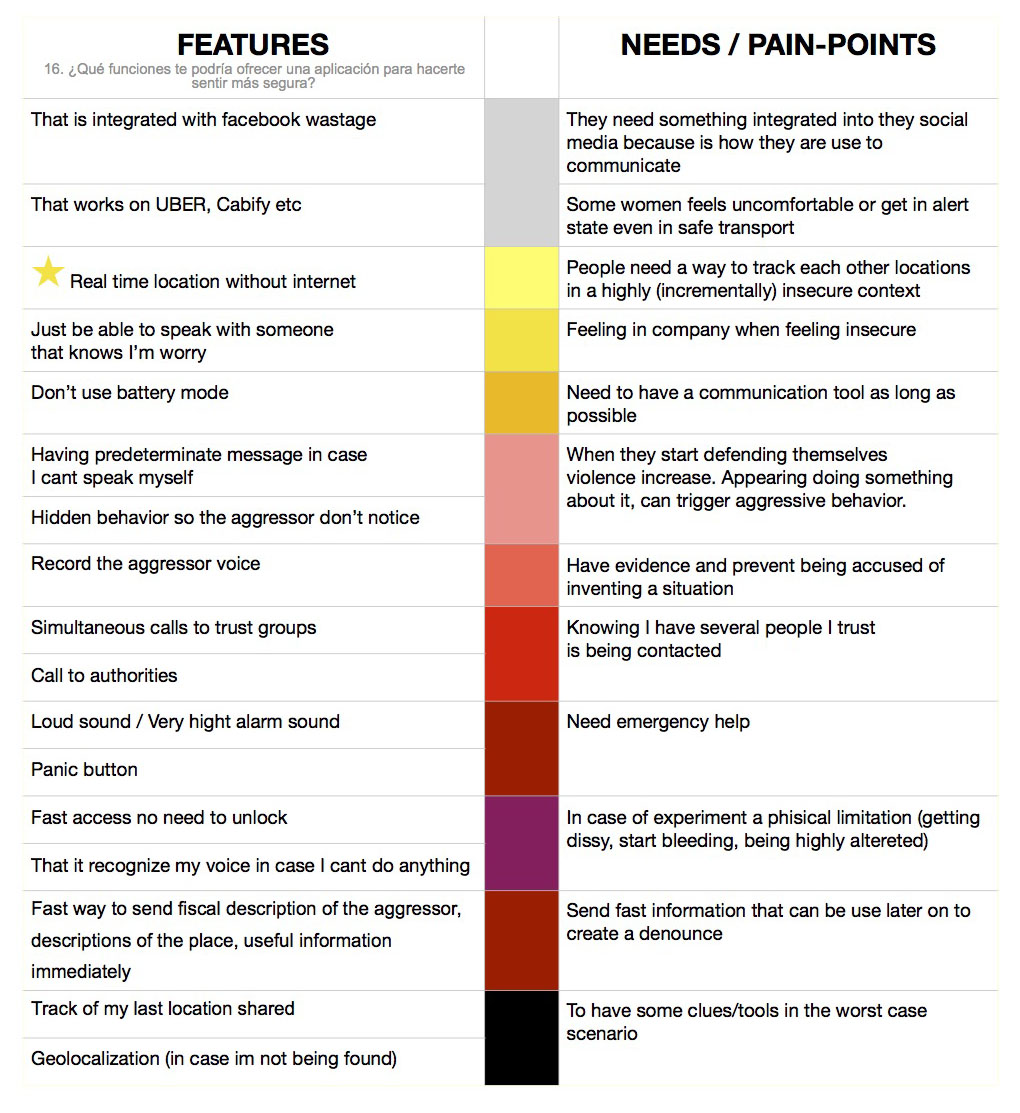 FEATURES
16. ¿Qué funciones te podría ofrecer una aplicación para hacerte
sentir más segura?
NEEDS / PAIN-POINTS
That is integrated with facebook wastage
They need something integrated into they social
media because is how they are use to
communicate
That works on UBER, Cabify etc
Some women feels uncomfortable or get in alert
state even in safe transport
Real time location without internet
People need a way to track each other locations
in a highly (incrementally) insecure context
Just be able to speak with someone
that knows I'm worry
Feeling in company when feeling insecure
Don't use battery mode
Need to have a communication tool as long as
possible
Having predeterminate message in case
I cant speak myself
When they start defending themselves
violence increase. Appearing doing something
about it, can trigger aggressive behavior.
Hidden behavior so the aggressor don't notice
Record the aggressor voice
Have evidence and prevent being accused of
inventing a situation
Simultaneous calls to trust groups
Knowing I have several people I trust
is being contacted
Call to authorities
Loud sound / Very hight alarm sound
Need emergency help
Panic button
Fast access no need to unlock
In case of experiment a phisical limitation (getting
dissy, start bleeding, being highly altereted)
That it recognize my voice in case I cant do anything
Fast way to send fiscal description of the aggressor,
descriptions of the place, useful information
immediately
Send fast information that can be use later on to
create a denounce
Track of my last location shared
To have some clues/tools in the worst case
scenario
Geolocalization (in case im not being found)